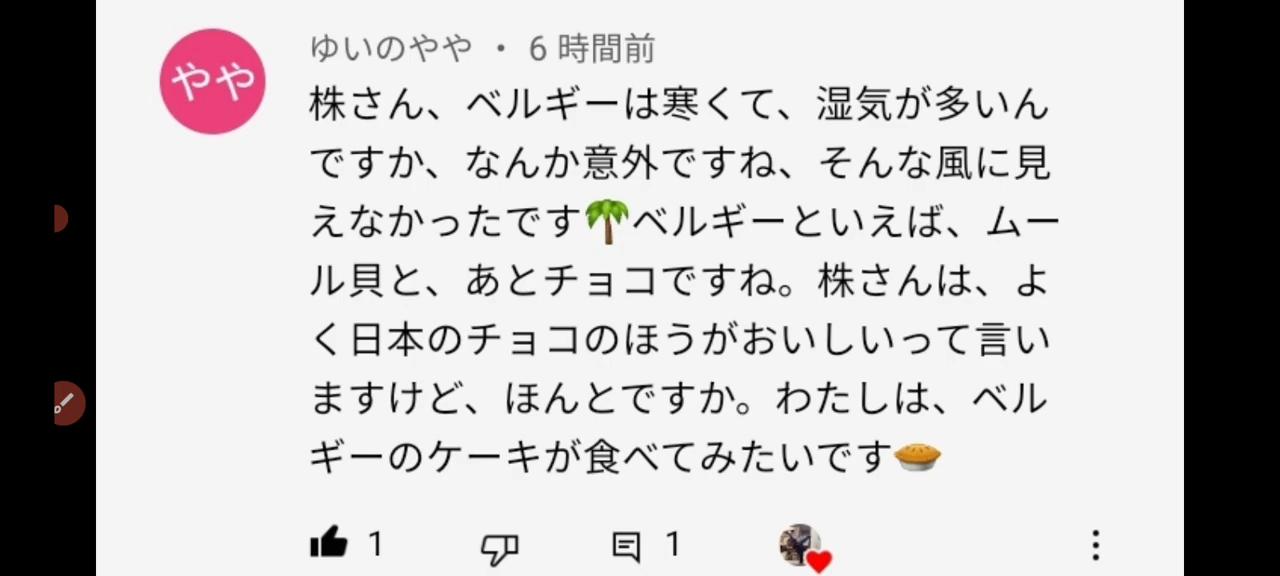 やや
ゆいのやや ・ 6 時間前
株さん、ベルギーは寒くて、湿気が多いん
ですか、なんか意外ですね、そんな風に見
えなかったです🌴ベルギーといえば、ムー
ル貝と、あとチョコですね。株さんは、よ
く日本のチョコのほうがおいしいって言い
ますけど、ほんとですか。わたしは、ベル
ギーのケーキが食べてみたいです🥧
1 1